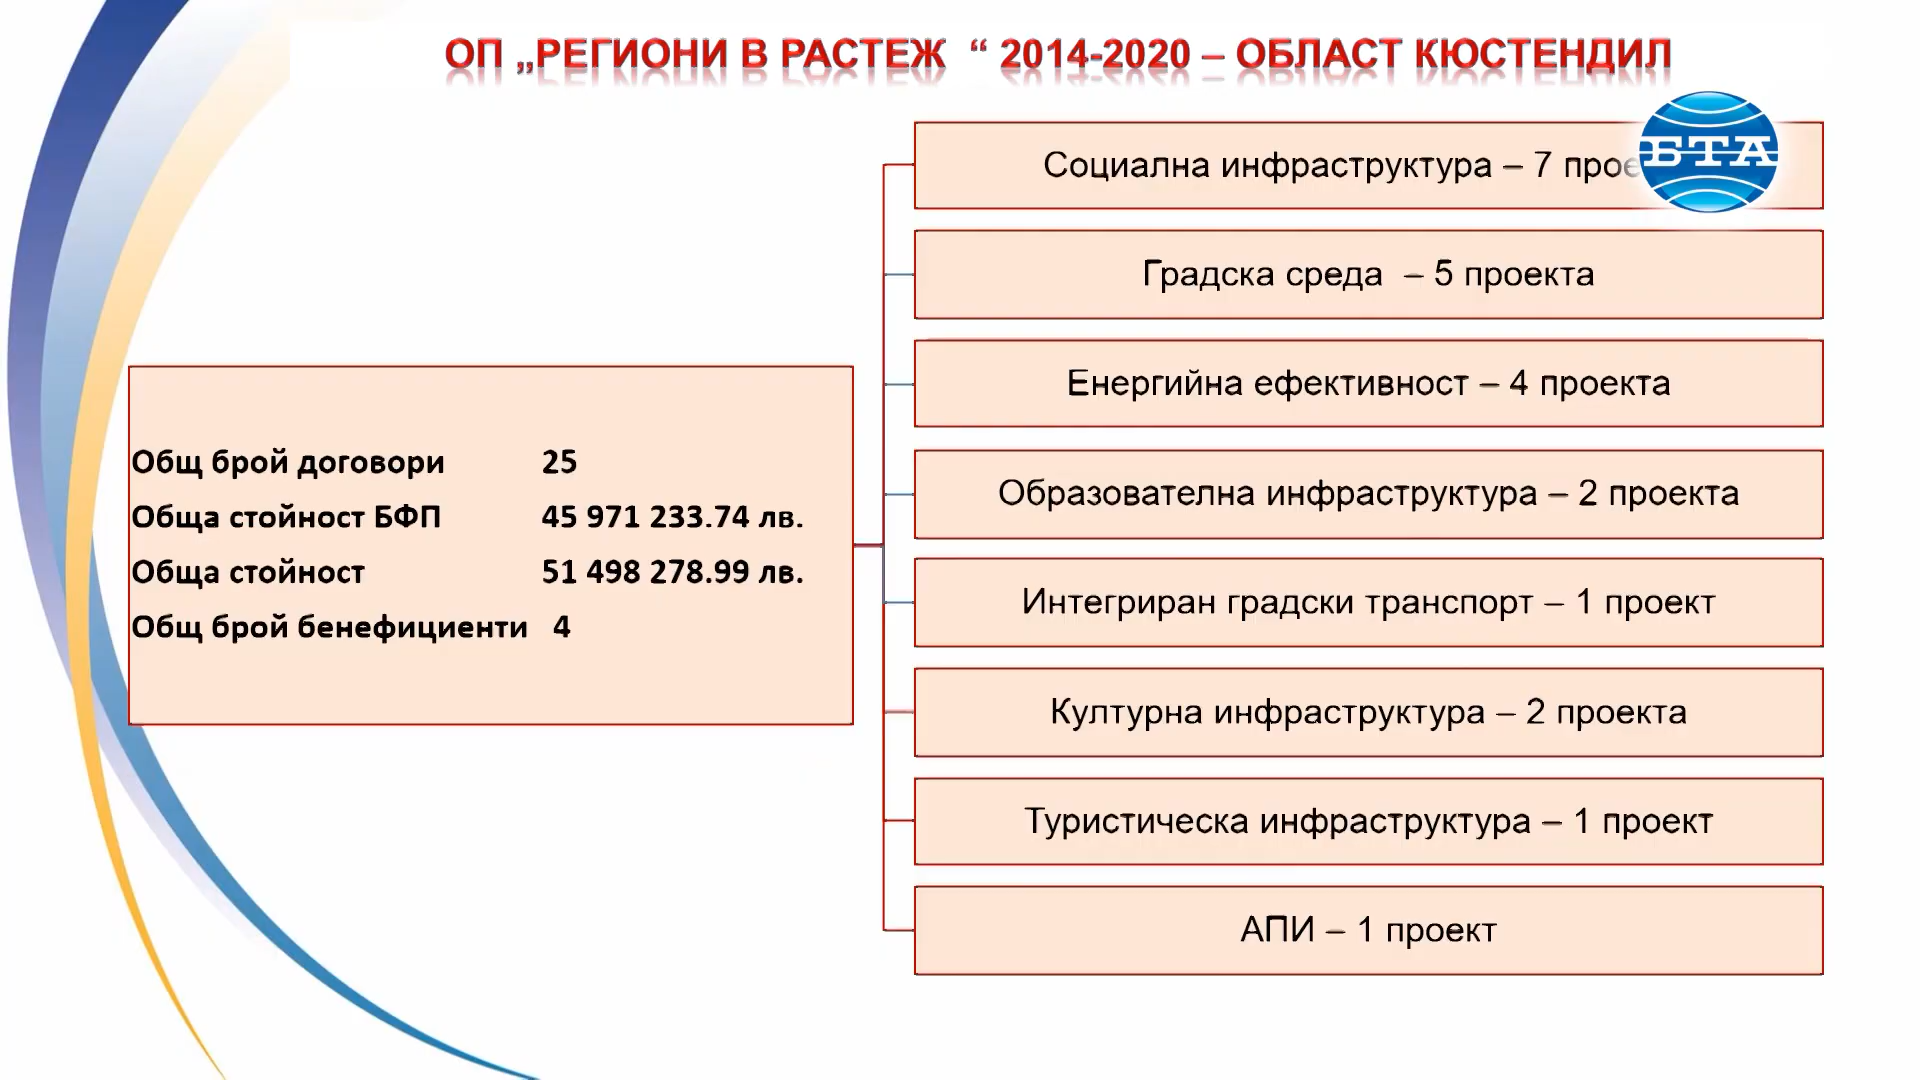 ОП „РЕГИОНИ В РАСТЕЖ “ 2014-2020 – ОБЛАСТ КЮСТЕНДИЛ
БТА
Социална инфраструктура – 7
Градска среда – 5 проекта
Енергийна ефективност – 4 проекта
Образователна инфраструктура – 2 проекта
Интегриран градски транспорт – 1 проект
Културна инфраструктура – 2 проекта
Туристическа инфраструктура – 1 проект
АПИ – 1 проект
Общ брой договори 25
Обща стойност БФП 45 971 233.74 лв.
Обща стойност 51 498 278.99 лв.
Общ брой бенефициенти 4